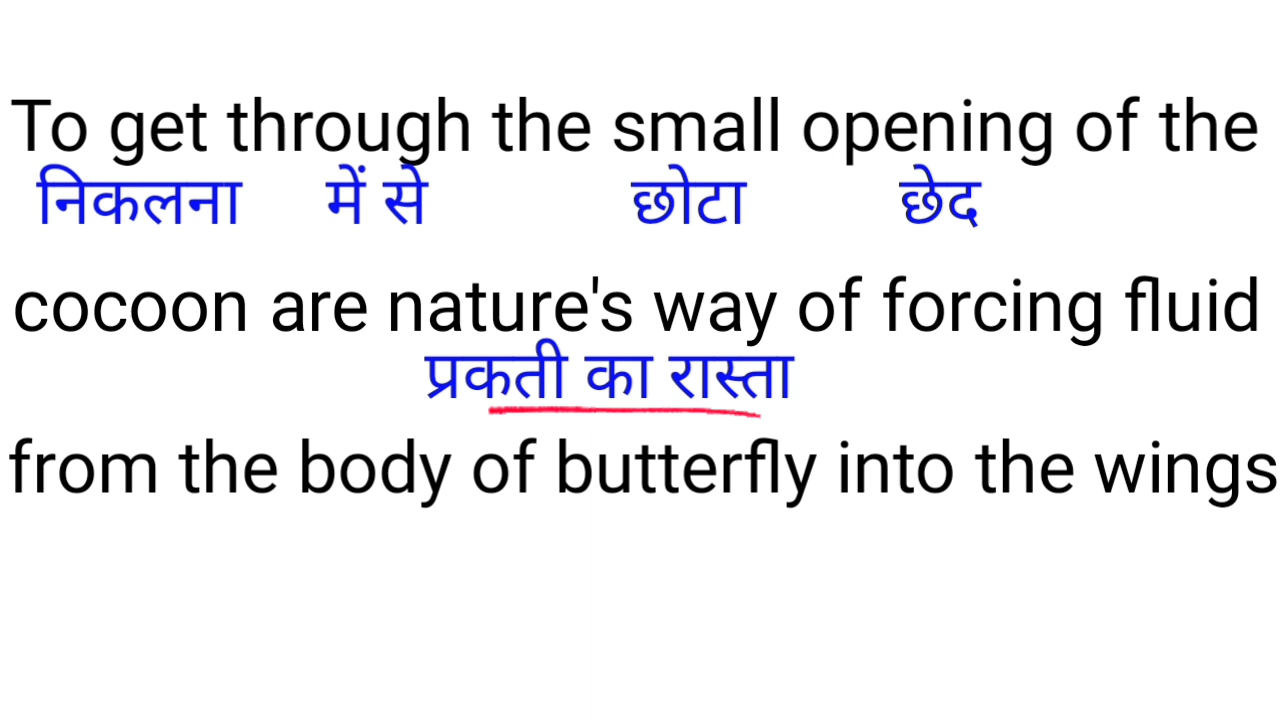 To get through the small opening of the
निकलना में से छोटा छेद
cocoon are nature's way of forcing fluid
प्रकती का रास्ता
from the body of butterfly into the wings